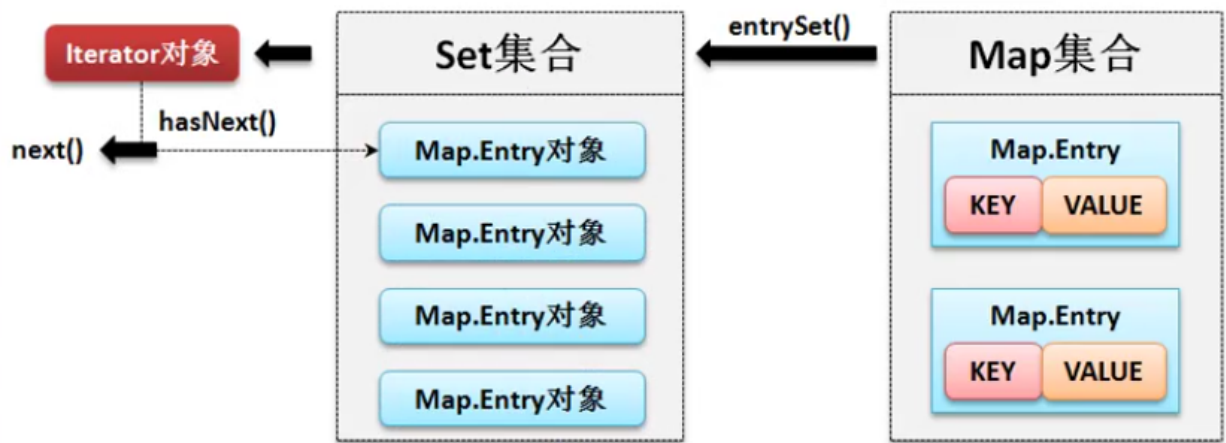 Iterator对象
hasNext()
next()
Set集合
Map.Entry对象
Map.Entry对象
Map.Entry对象
Map.Entry对象
entrySet()
Map集合
Map.Entry
KEY VALUE
Map.Entry
KEY VALUE